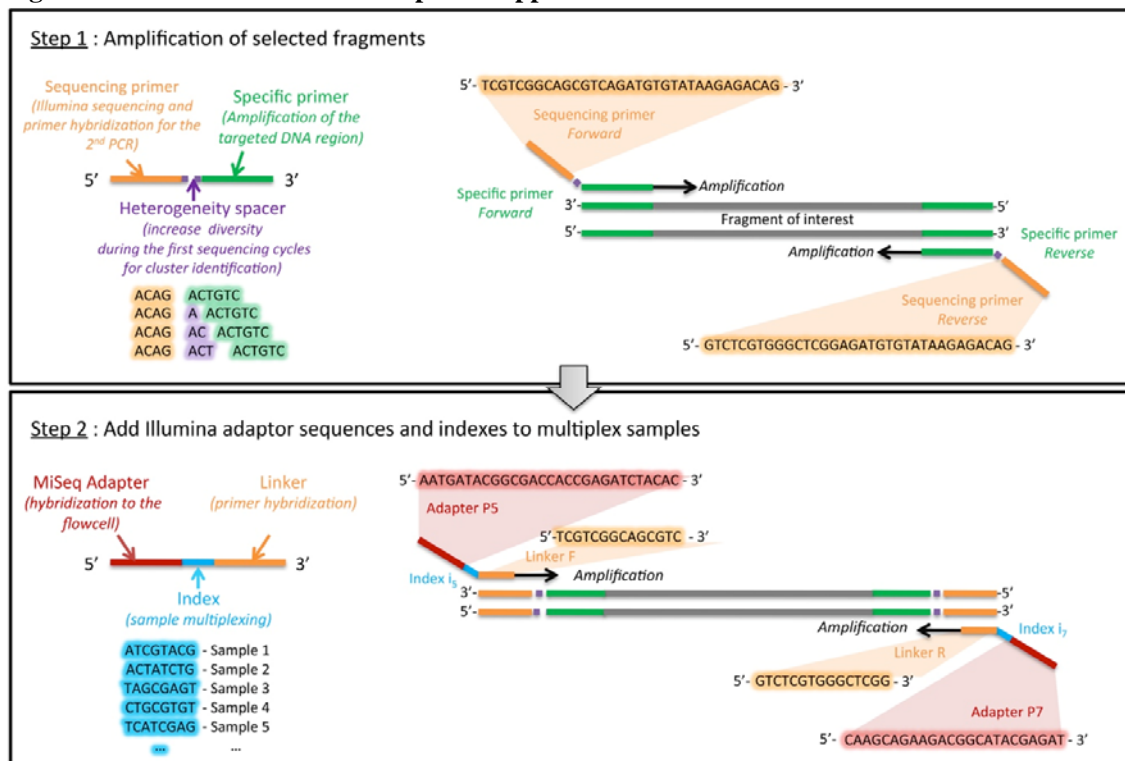 Step 1 : Amplification of selected fragments
Sequencing primer
(Illumina sequencing and
primer hybridization for the
2nd PCR)
Specific primer
(Amplification of the
targeted DNA region)
5’
3’
Heterogeneity spacer
(increase diversity
during the first sequencing cycles
for cluster identification)
ACAG ACTGTC
ACAG A ACTGTC
ACAG AC ACTGTC
ACAG ACT ACTGTC
5’- TCGTCGGCAGCGTCAGATGTGTATAAGAGACAG - 3’
Sequencing primer
Forward
Amplification
Specific primer
Forward
3’- -5’
Fragment of interest
5’- -3’
Amplification
Specific primer
Reverse
Sequencing primer
Reverse
5’- GTCTCGTGGGCTCGGAGATGTGTATAAGAGACAG - 3’
Step 2 : Add Illumina adaptor sequences and indexes to multiplex samples
MiSeq Adapter
(hybridization to the
flowcell)
Linker
(primer hybridization)
5’
3’
Index
(sample multiplexing)
ATCGTACG - Sample 1
ACTATCTG - Sample 2
TAGCGAGT - Sample 3
CTGCGTGT - Sample 4
TCATCGAG - Sample 5
... ...
5’- AATGATACGGCGACCACCGAGATCTACAC - 3’
Adapter P5
5’- TCGTCGGCAGCGTC - 3’
Linker F
Index i5
Amplification
3’- -5’
5’- -3’
Amplification
Index i7
Linker R
5’- GTCTCGTGGGCTCGG - 3’
Adapter P7
5’- CAAGCAGAAGACGGCATACGAGAT - 3’